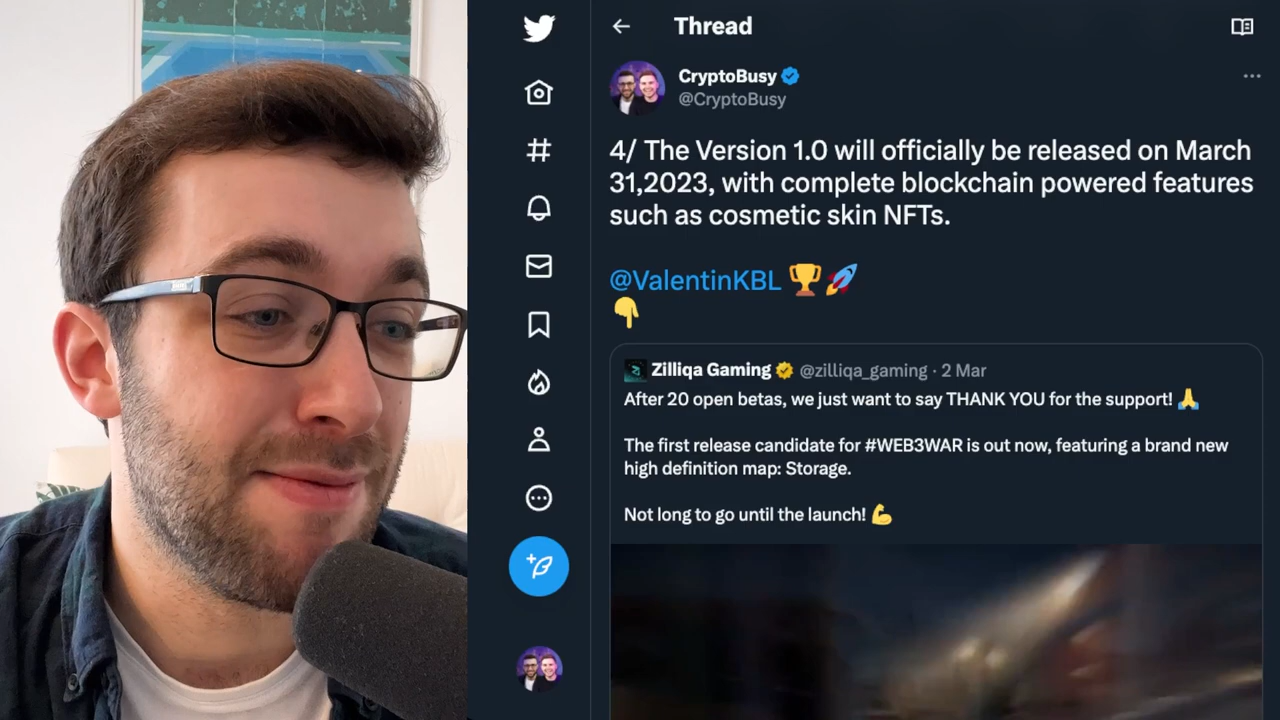 Thread
CryptoBusy
@CryptoBusy
4/ The Version 1.0 will officially be released on March
31,2023, with complete blockchain powered features
such as cosmetic skin NFTs.
@ValentinKBL 🏆🚀
👇
Zilliqa Gaming @zilliqa_gaming · 2 Mar
After 20 open betas, we just want to say THANK YOU for the support! 🙏
The first release candidate for #WEB3WAR is out now, featuring a brand new
high definition map: Storage.
Not long to go until the launch! 💪